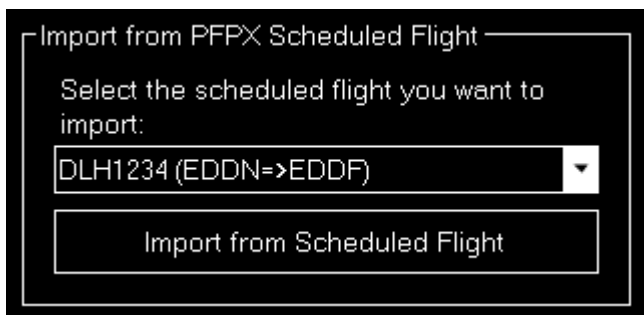 Import from PFPX Scheduled Flight
Select the scheduled flight you want to
import:
DLH1234 (EDDN=>EDDF)
Import from Scheduled Flight